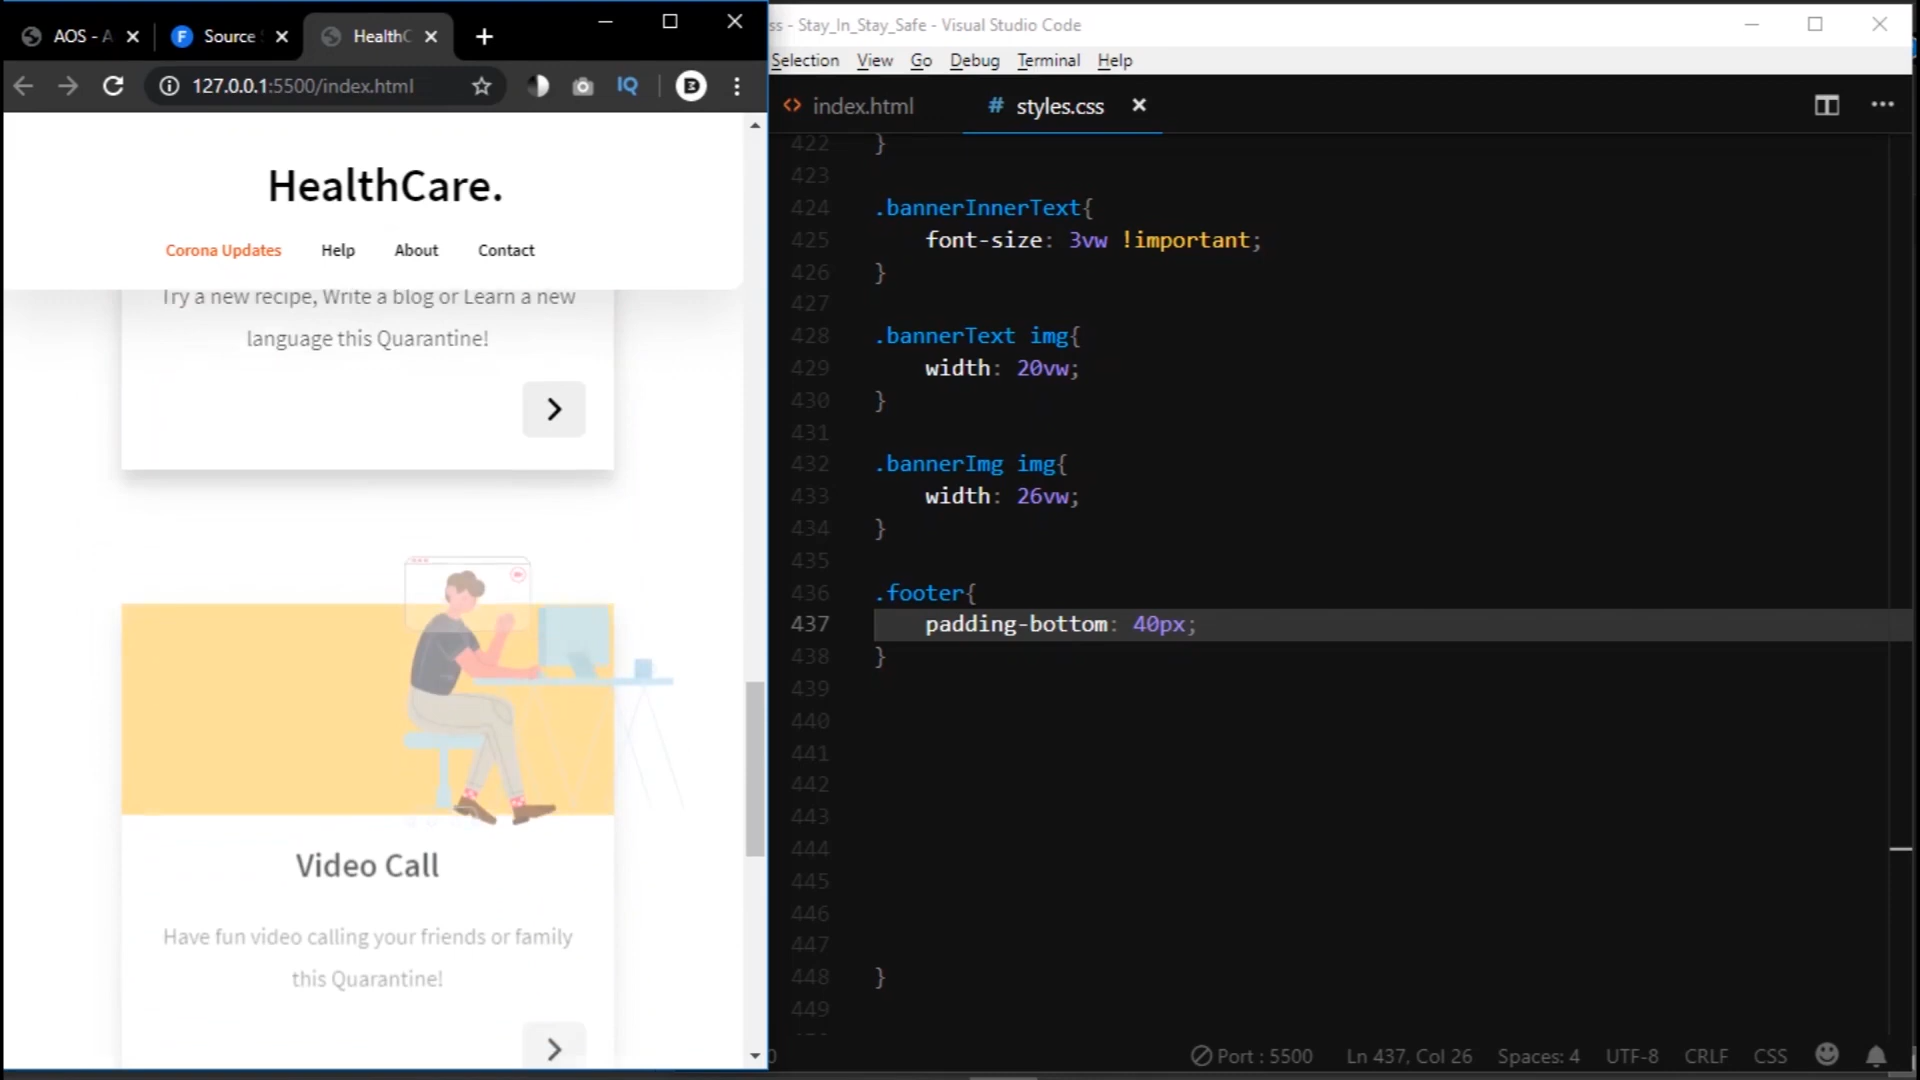 AOS - A
Source
HealthC
127.0.0.1:5500/index.html
IQ
HealthCare.
Corona Updates Help About Contact
Try a new recipe, Write a blog or Learn a new
language this Quarantine!
Video Call
Have fun video calling your friends or family
this Quarantine!
ss - Stay_In_Stay_Safe - Visual Studio Code
Selection View Go Debug Terminal Help
<> index.html # styles.css
422 }
423
424 .bannerInnerText{
425 font-size: 3vw !important;
426 }
427
428 .bannerText img{
429 width: 20vw;
430 }
431
432 .bannerImg img{
433 width: 26vw;
434 }
435
436 .footer{
437 padding-bottom: 40px;
438 }
439
440
441
442
443
444
445
446
447
448 }
449
0 Port : 5500 Ln 437, Col 26 Spaces: 4 UTF-8 CRLF CSS